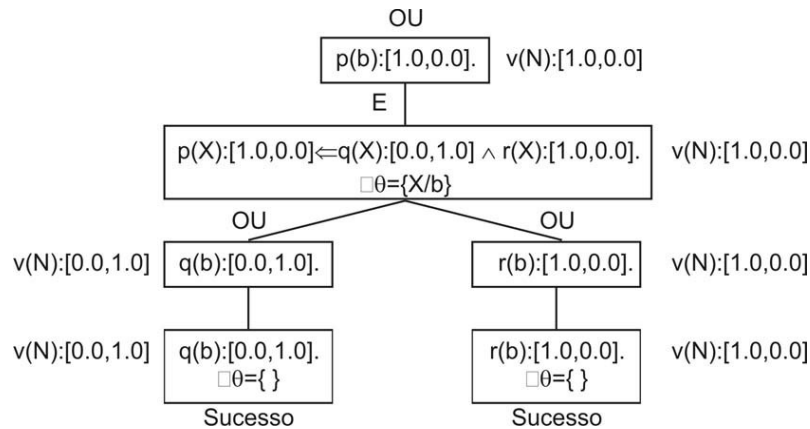 OU
p(b):[1.0,0.0]. v(N):[1.0,0.0]
E
p(X):[1.0,0.0]⇐q(X):[0.0,1.0] ∧ r(X):[1.0,0.0]. v(N):[1.0,0.0]
□θ={X/b}
OU OU
v(N):[0.0,1.0] q(b):[0.0,1.0]. r(b):[1.0,0.0]. v(N):[1.0,0.0]
v(N):[0.0,1.0] q(b):[0.0,1.0]. r(b):[1.0,0.0]. v(N):[1.0,0.0]
□θ={ } □θ={ }
Sucesso Sucesso